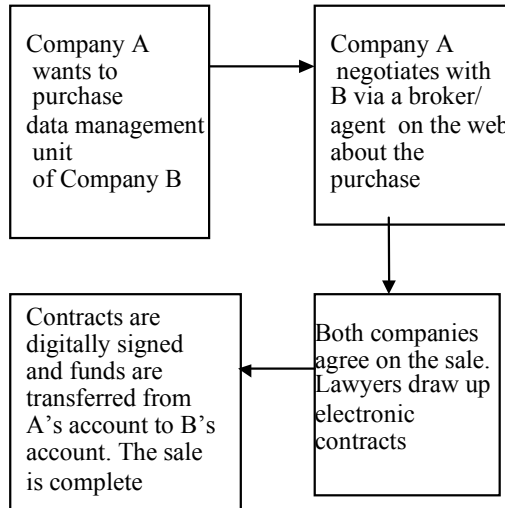 Company A
wants to
purchase
data management
unit
of Company B
Company A
negotiates with
B via a broker/
agent on the web
about the
purchase
Both companies
agree on the sale.
Lawyers draw up
electronic
contracts
Contracts are
digitally signed
and funds are
transferred from
A's account to B's
account. The sale
is complete